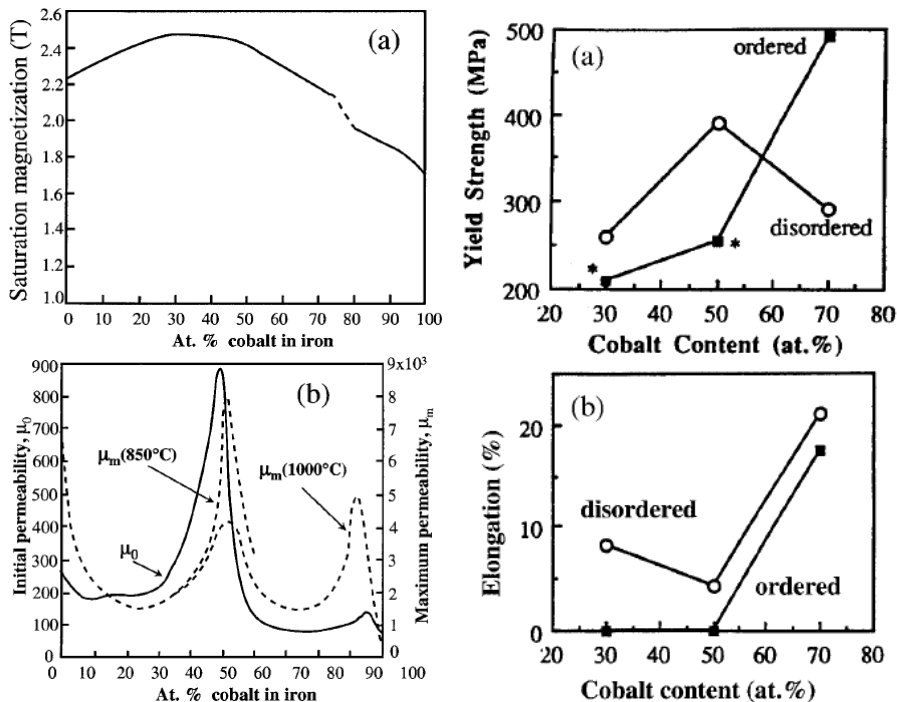 Saturation magnetization (T)
2.6
2.4
2.2
2.0
1.8
1.6
1.4
1.2
1.0
(a)
0 10 20 30 40 50 60 70 80 90 100
At. % cobalt in iron
Yield Strength (MPa)
500
400
300
200
(a)
ordered
disordered
*
*
20 30 40 50 60 70 80
Cobalt Content (at.%)
Initial permeability, μ0
900
800
700
600
500
400
300
200
100
0
(b)
μm(850°C)
μm(1000°C)
μ0
9x10³
8
7
6
5
4
3
2
1
0
Maximum permeability, μm
0 10 20 30 40 50 60 70 80 90
At. % cobalt in iron
Elongation (%)
20
10
0
(b)
disordered
ordered
20 30 40 50 60 70 80
Cobalt content (at.%)